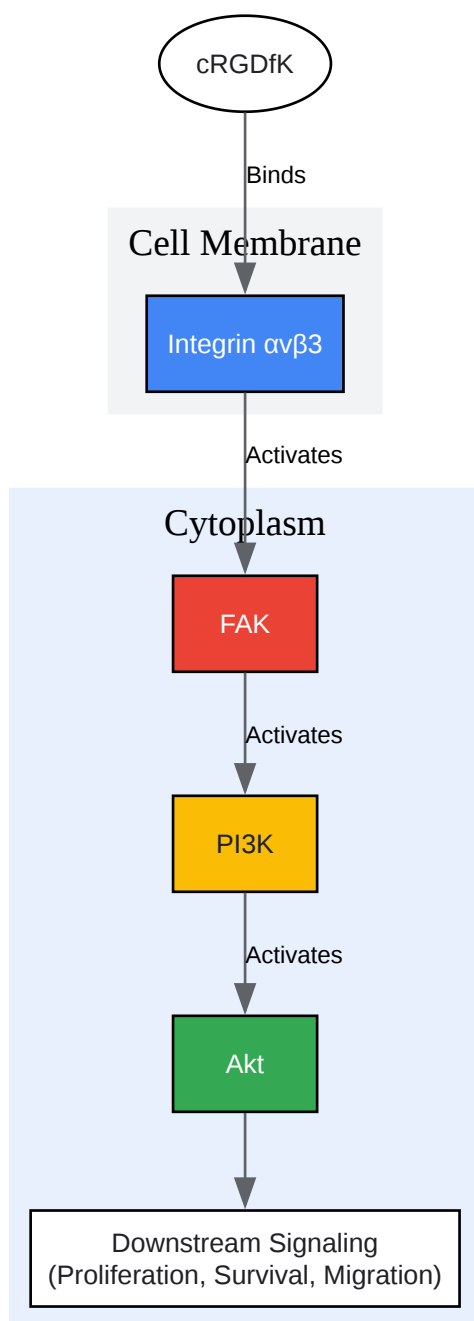 cRGDfK
Binds
Cell Membrane
Integrin αvβ3
Activates
Cytoplasm
FAK
Activates
PI3K
Activates
Akt
Downstream Signaling
(Proliferation, Survival, Migration)